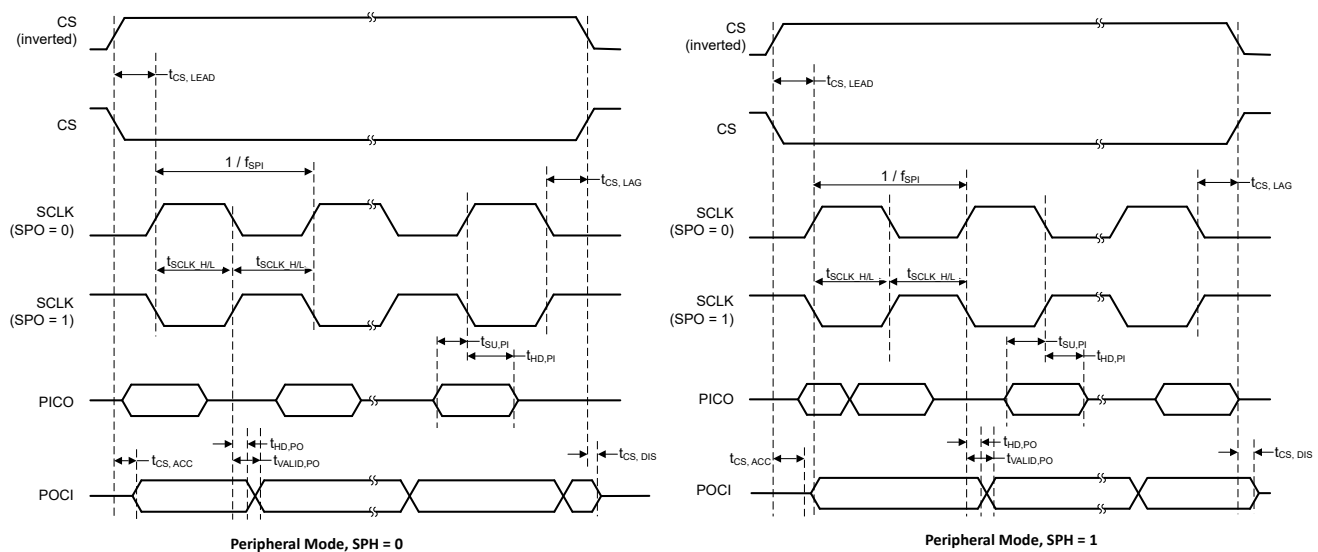 CS
(inverted)
tCS, LEAD
CS
1 / fSPI
tCS, LAG
SCLK
(SPO = 0)
tSCLK_H/L
tSCLK_H/L
SCLK
(SPO = 1)
tSU,PI
tHD,PI
PICO
tHD,PO
tCS, ACC
tVALID,PO
tCS, DIS
POCI
Peripheral Mode, SPH = 0
CS
(inverted)
tCS, LEAD
CS
1 / fSPI
tCS, LAG
SCLK
(SPO = 0)
tSCLK_H/L
tSCLK_H/L
SCLK
(SPO = 1)
tSU,PI
tHD,PI
PICO
tHD,PO
tCS, ACC
tVALID,PO
tCS, DIS
POCI
Peripheral Mode, SPH = 1